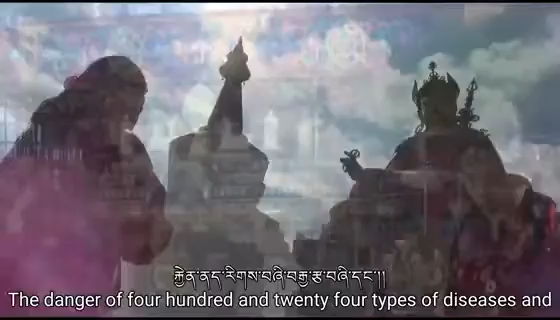 རྐྱེན་ནད་རིགས་བཞི་བརྒྱ་རྩ་བཞི་དང་།།
The danger of four hundred and twenty four types of diseases and